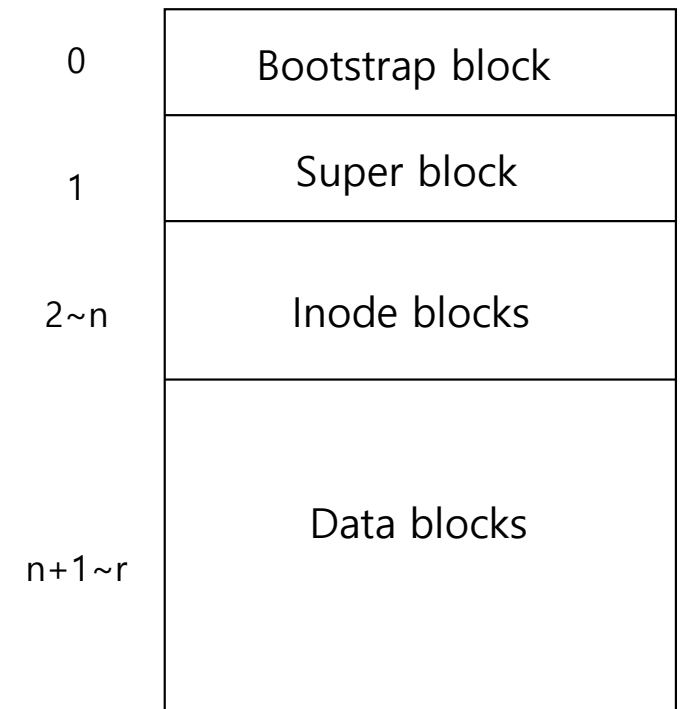 0 Bootstrap block
1 Super block
2~n Inode blocks
Data blocks
n+1~r